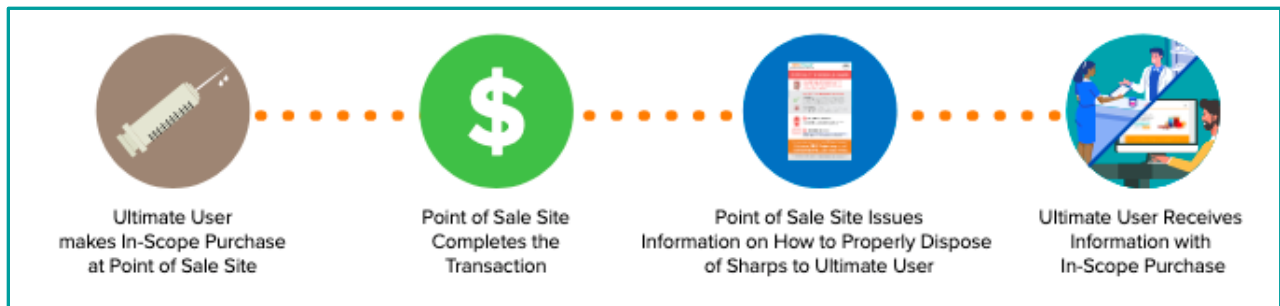 $
Ultimate User
makes In-Scope Purchase
at Point of Sale Site
Point of Sale Site
Completes the
Transaction
Point of Sale Site Issues
Information on How to Properly Dispose
of Sharps to Ultimate User
Ultimate User Receives
Information with
In-Scope Purchase